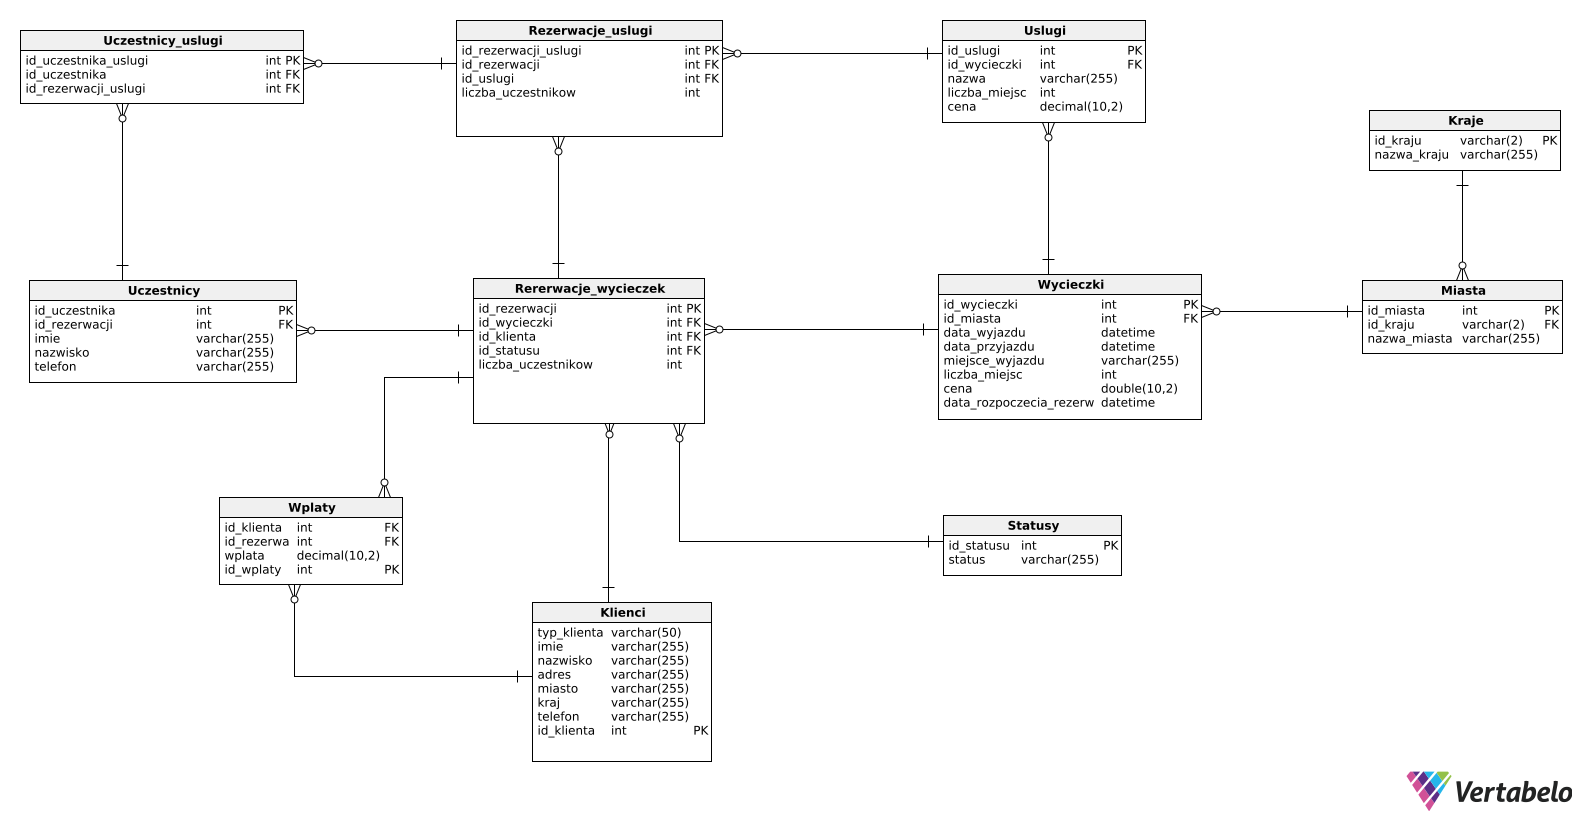 Uczestnicy_uslugi
id_uczestnika_uslugi int PK
id_uczestnika int FK
id_rezerwacji_uslugi int FK
Rezerwacje_uslugi
id_rezerwacji_uslugi int PK
id_rezerwacji int FK
id_uslugi int FK
liczba_uczestnikow int
Uslugi
id_uslugi int PK
id_wycieczki int FK
nazwa varchar(255)
liczba_miejsc int
cena decimal(10,2)
Kraje
id_kraju varchar(2) PK
nazwa_kraju varchar(255)
Uczestnicy
id_uczestnika int PK
id_rezerwacji int FK
imie varchar(255)
nazwisko varchar(255)
telefon varchar(255)
Rererwacje_wycieczek
id_rezerwacji int PK
id_wycieczki int FK
id_klienta int FK
id_statusu int FK
liczba_uczestnikow int
Wycieczki
id_wycieczki int PK
id_miasta int FK
data_wyjazdu datetime
data_przyjazdu datetime
miejsce_wyjazdu varchar(255)
liczba_miejsc int
cena double(10,2)
data_rozpoczecia_rezerw datetime
Miasta
id_miasta int PK
id_kraju varchar(2) FK
nazwa_miasta varchar(255)
Wplaty
id_klienta int FK
id_rezerwa int FK
wplata decimal(10,2)
id_wplaty int PK
Statusy
id_statusu int PK
status varchar(255)
Klienci
typ_klienta varchar(50)
imie varchar(255)
nazwisko varchar(255)
adres varchar(255)
miasto varchar(255)
kraj varchar(255)
telefon varchar(255)
id_klienta int PK
Vertabelo